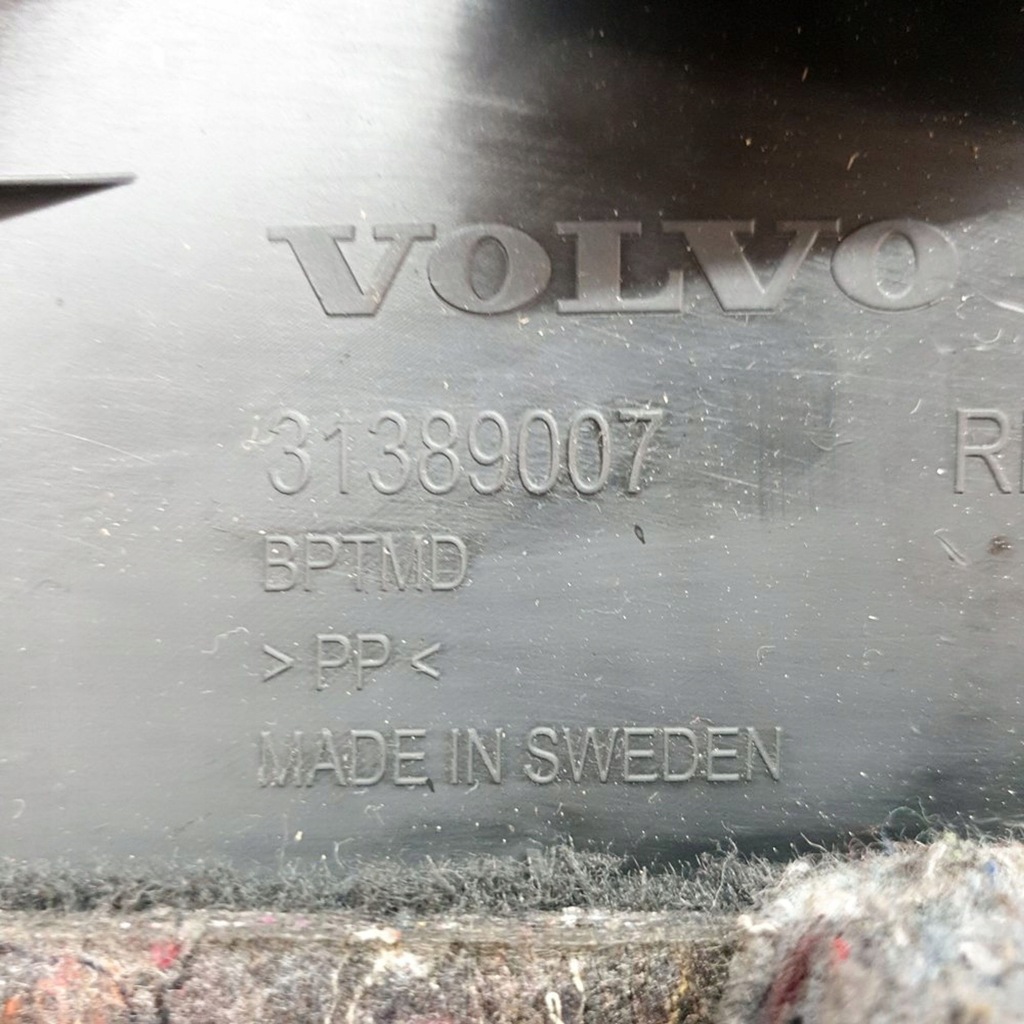 VOLVO
31389007
BPTMD
> PP <
MADE IN SWEDEN